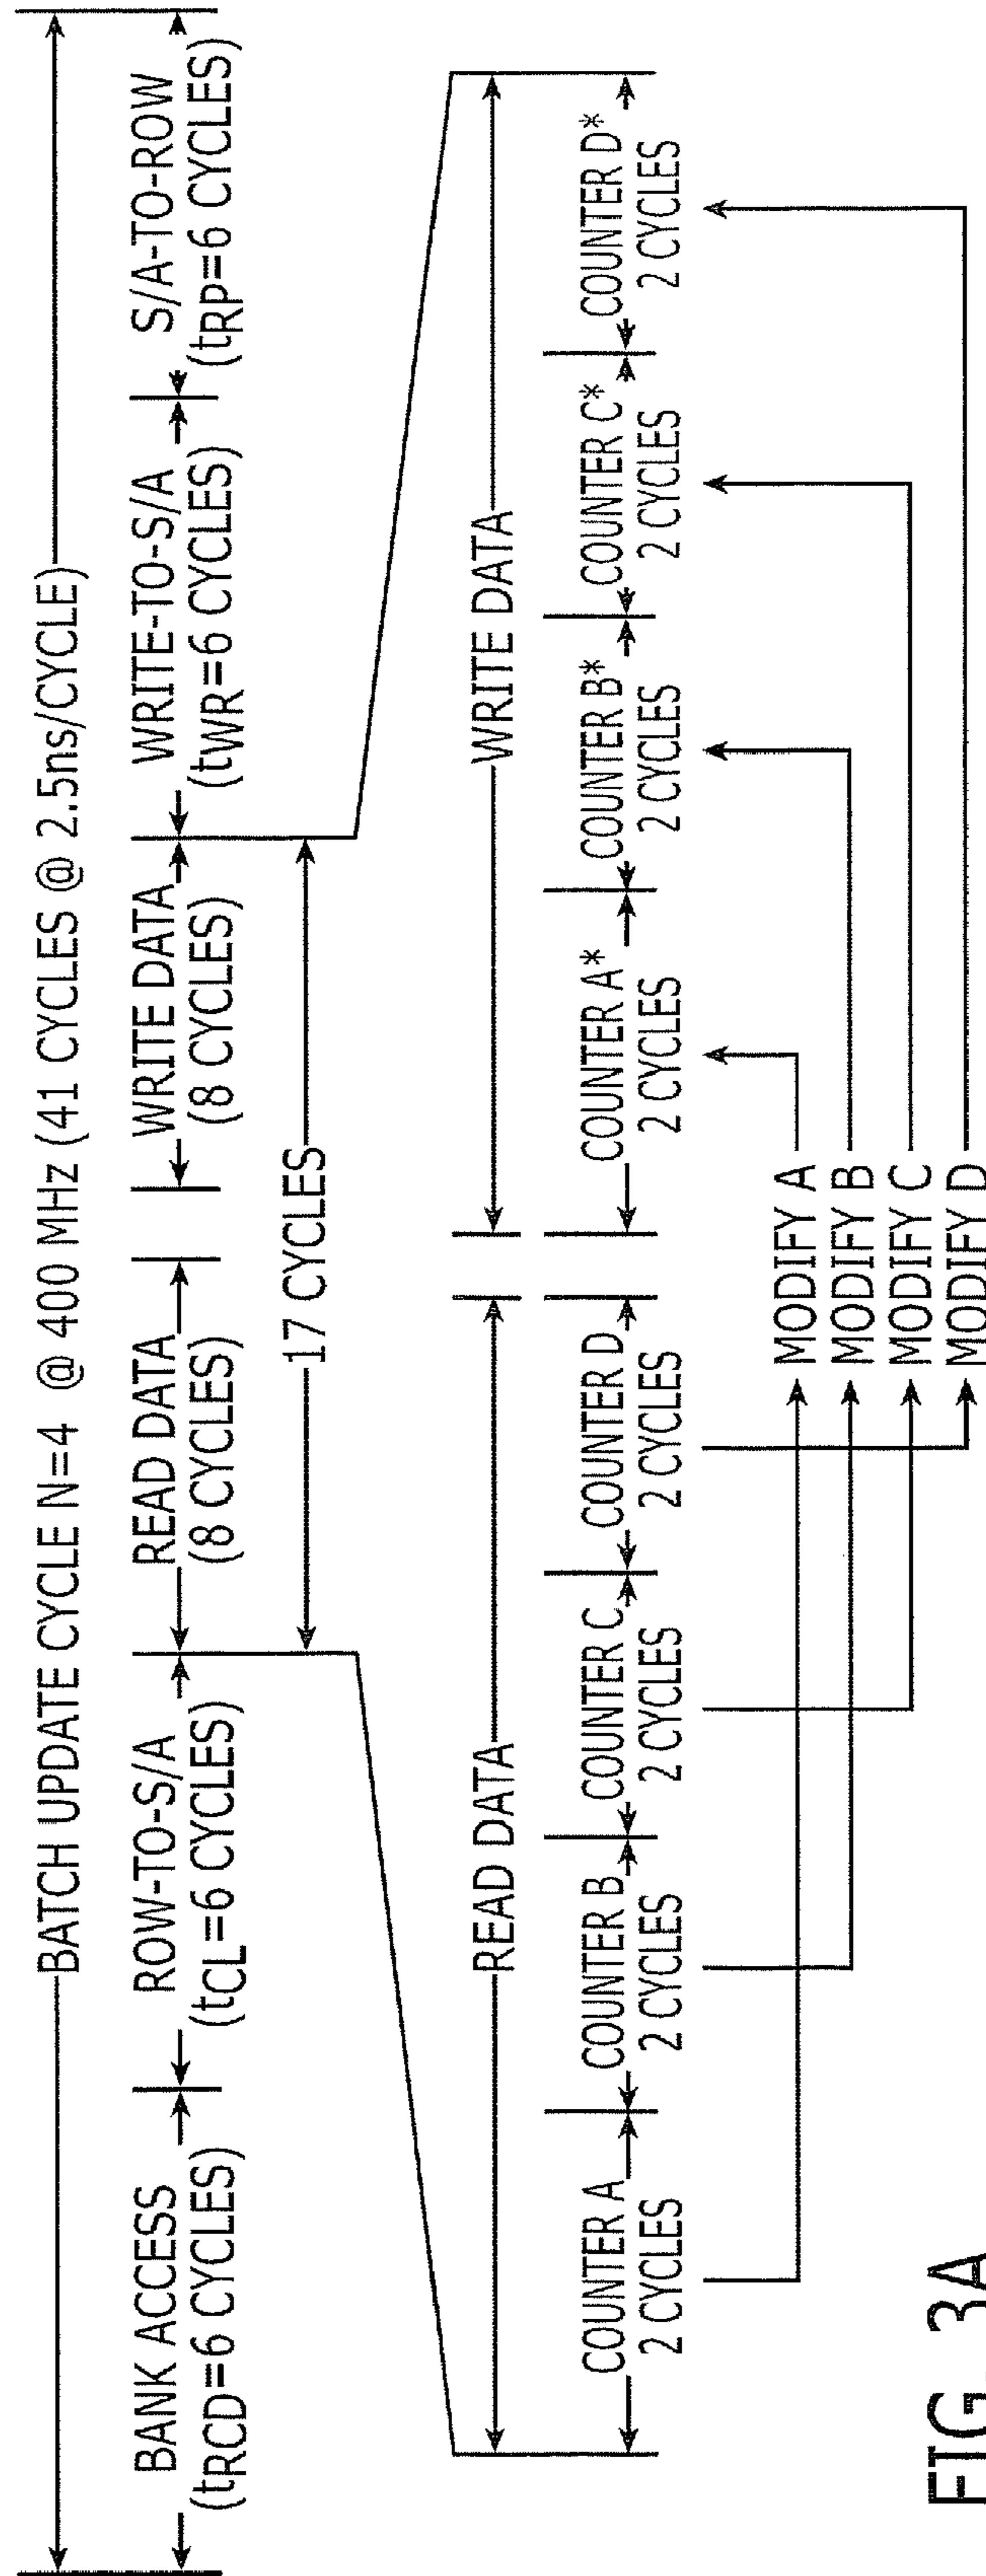 BATCH UPDATE CYCLE N=4 @ 400 MHz (41 CYCLES @ 2.5ns/CYCLE)
BANK ACCESS
(tRCD=6 CYCLES)
ROW-TO-S/A
(tCL=6 CYCLES)
READ DATA
(8 CYCLES)
WRITE DATA
(8 CYCLES)
WRITE-TO-S/A
(tWR=6 CYCLES)
S/A-TO-ROW
(tRP=6 CYCLES)
17 CYCLES
READ DATA
WRITE DATA
COUNTER A
2 CYCLES
COUNTER B
2 CYCLES
COUNTER C
2 CYCLES
COUNTER D
2 CYCLES
COUNTER A*
2 CYCLES
COUNTER B*
2 CYCLES
COUNTER C*
2 CYCLES
COUNTER D*
2 CYCLES
MODIFY A
MODIFY B
MODIFY C
MODIFY D
FIG. 3A